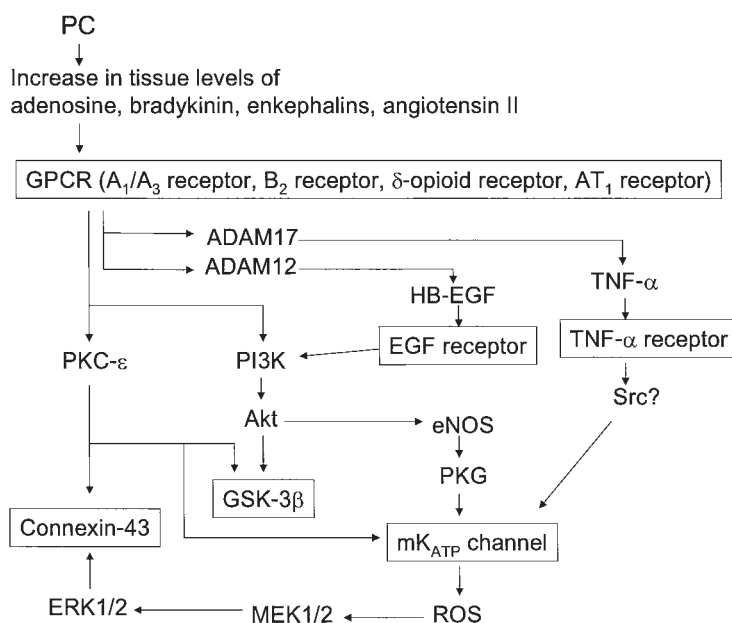 PC
Increase in tissue levels of
adenosine, bradykinin, enkephalins, angiotensin II
GPCR (A₁/A₃ receptor, B₂ receptor, δ-opioid receptor, AT₁ receptor)
ADAM17
ADAM12
HB-EGF
TNF-α
PKC-ε
PI3K
EGF receptor
TNF-α receptor
Akt
eNOS
Src?
GSK-3β
PKG
Connexin-43
mK_ATP channel
ERK1/2
MEK1/2
ROS